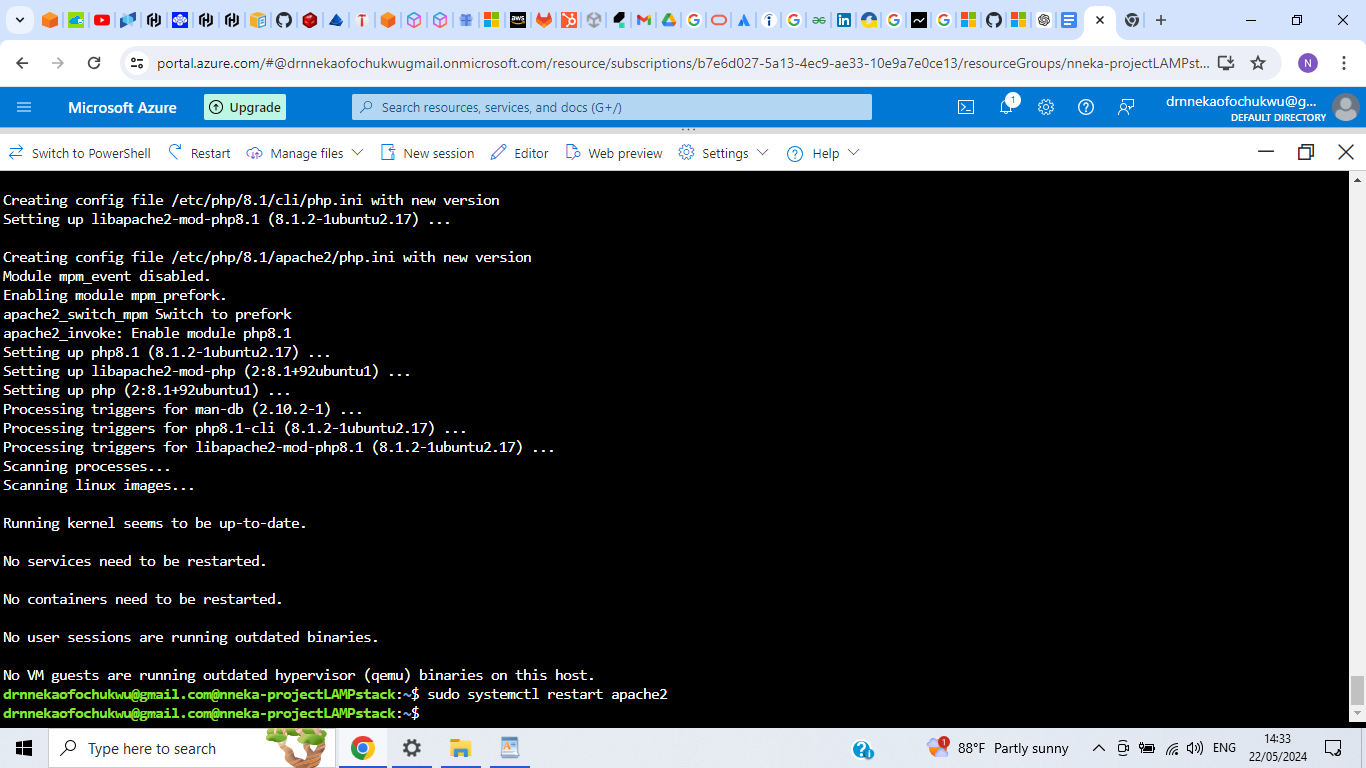 portal.azure.com/#@drnnekaofochukwugmail.onmicrosoft.com/resource/subscriptions/b7e6d027-5a13-4ec9-ae33-10e9a7e0ce13/resourceGroups/nneka-projectLAMPst...
N
Microsoft Azure
Upgrade
Search resources, services, and docs (G+/)
1
drnnekaofochukwu@g...
DEFAULT DIRECTORY
Switch to PowerShell
Restart
Manage files
New session
Editor
Web preview
Settings
Help
Creating config file /etc/php/8.1/cli/php.ini with new version
Setting up libapache2-mod-php8.1 (8.1.2-1ubuntu2.17) ...
Creating config file /etc/php/8.1/apache2/php.ini with new version
Module mpm_event disabled.
Enabling module mpm_prefork.
apache2_switch_mpm Switch to prefork
apache2_invoke: Enable module php8.1
Setting up php8.1 (8.1.2-1ubuntu2.17) ...
Setting up libapache2-mod-php (2:8.1+92ubuntu1) ...
Setting up php (2:8.1+92ubuntu1) ...
Processing triggers for man-db (2.10.2-1) ...
Processing triggers for php8.1-cli (8.1.2-1ubuntu2.17) ...
Processing triggers for libapache2-mod-php8.1 (8.1.2-1ubuntu2.17) ...
Scanning processes...
Scanning linux images...
Running kernel seems to be up-to-date.
No services need to be restarted.
No containers need to be restarted.
No user sessions are running outdated binaries.
No VM guests are running outdated hypervisor (qemu) binaries on this host.
drnnekaofochukwu@gmail.com@nneka-projectLAMPstack:~$ sudo systemctl restart apache2
drnnekaofochukwu@gmail.com@nneka-projectLAMPstack:~$
Type here to search
1
88°F Partly sunny
ENG
14:33
22/05/2024